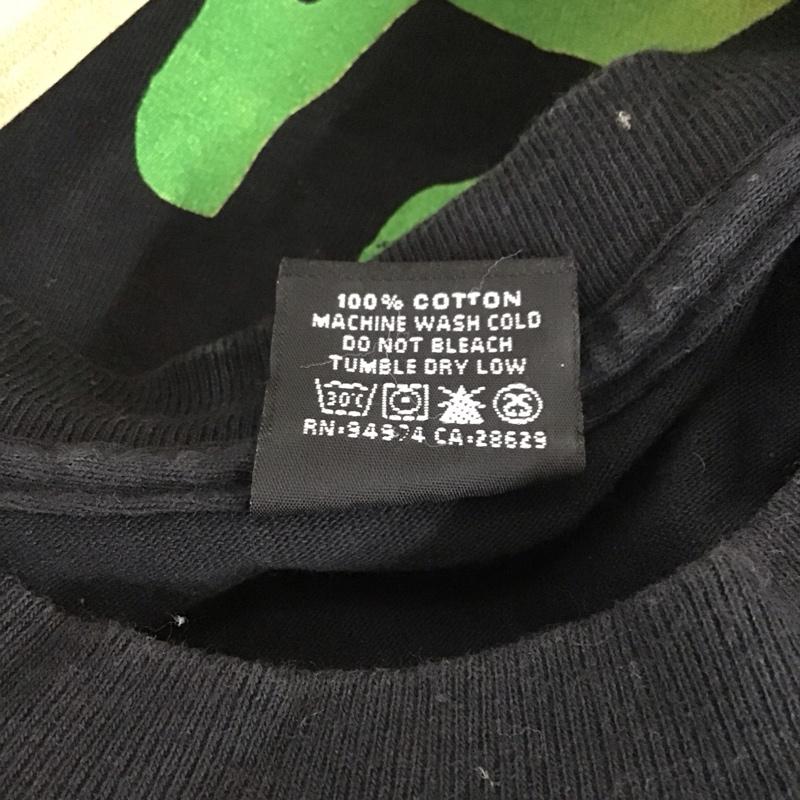 100% COTTON
MACHINE WASH COLD
DO NOT BLEACH
TUMBLE DRY LOW
30°C
RN:94974 CA:28629